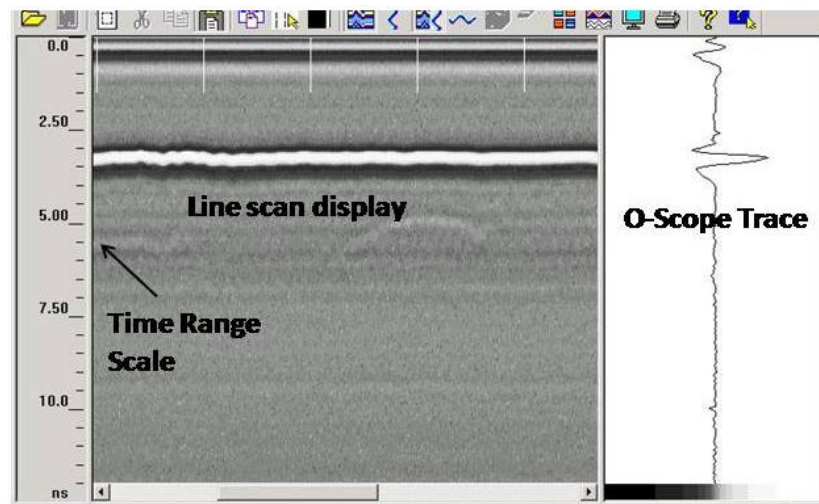 0.0
2.50
Line scan display
5.00
O-Scope Trace
7.50
Time Range
Scale
10.0
ns